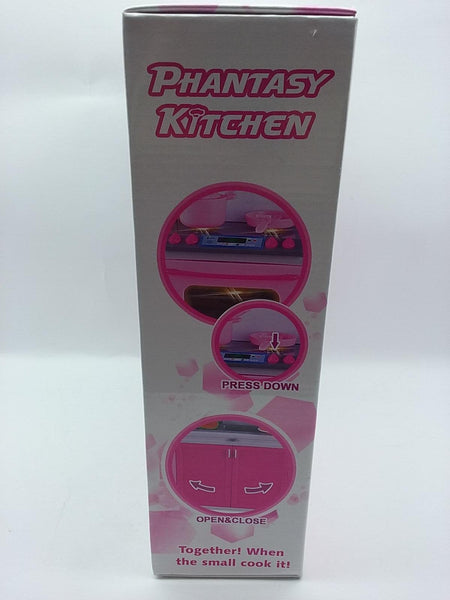 PHANTASY
KITCHEN
PRESS DOWN
OPEN&CLOSE
Together! When
the small cook it!